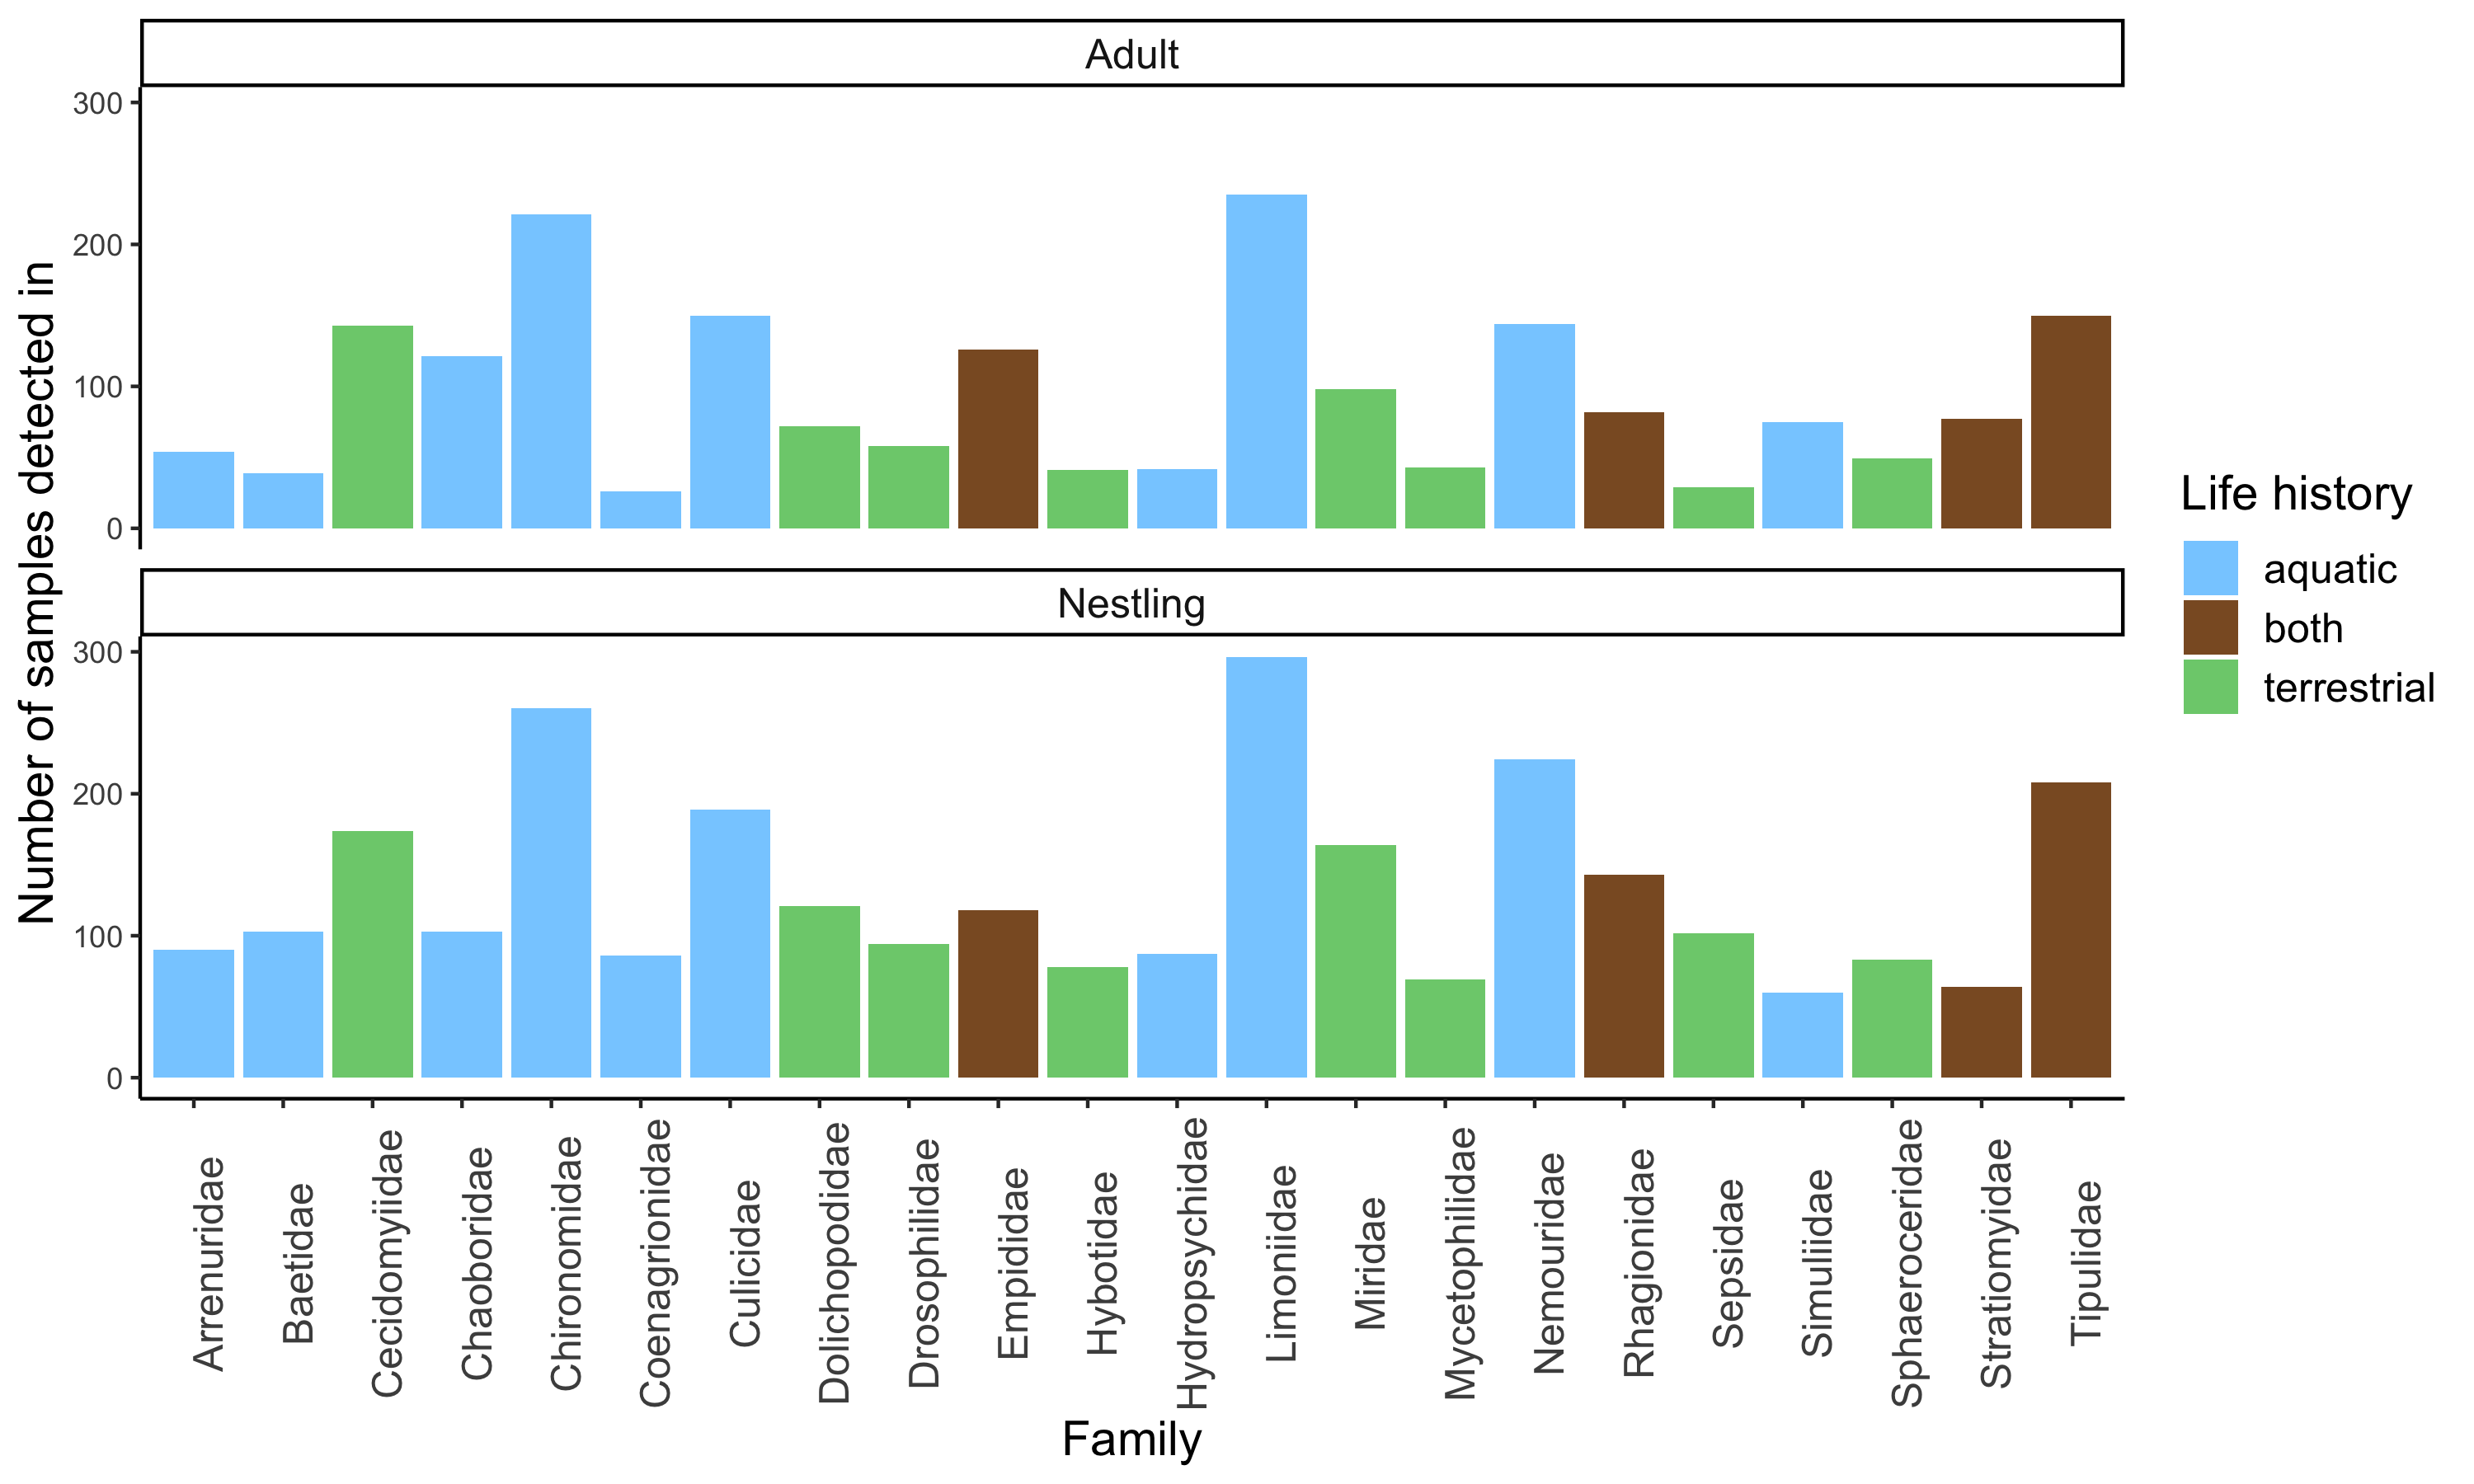 Adult
300
200
100
0
Nestling
300
200
100
0
Number of samples detected in
Arrenuridae
Baetidae
Cecidomyiidae
Chaoboridae
Chironomidae
Coenagrionidae
Culicidae
Dolichopodidae
Drosophilidae
Empididae
Hybotidae
Hydropsychidae
Limoniidae
Miridae
Mycetophilidae
Nemouridae
Rhagionidae
Sepsidae
Simuliidae
Sphaeroceridae
Stratiomyidae
Tipulidae
Family
Life history
aquatic
both
terrestrial